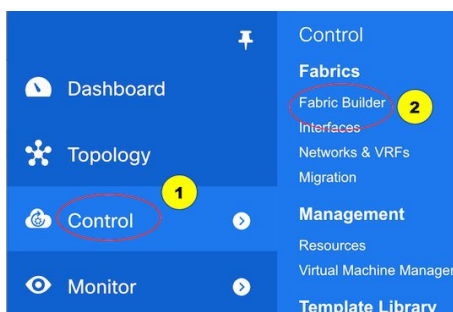 Dashboard
Topology
1
Control
Monitor
Control
Fabrics
Fabric Builder
2
Interfaces
Networks & VRFs
Migration
Management
Resources
Virtual Machine Manager
Template Library